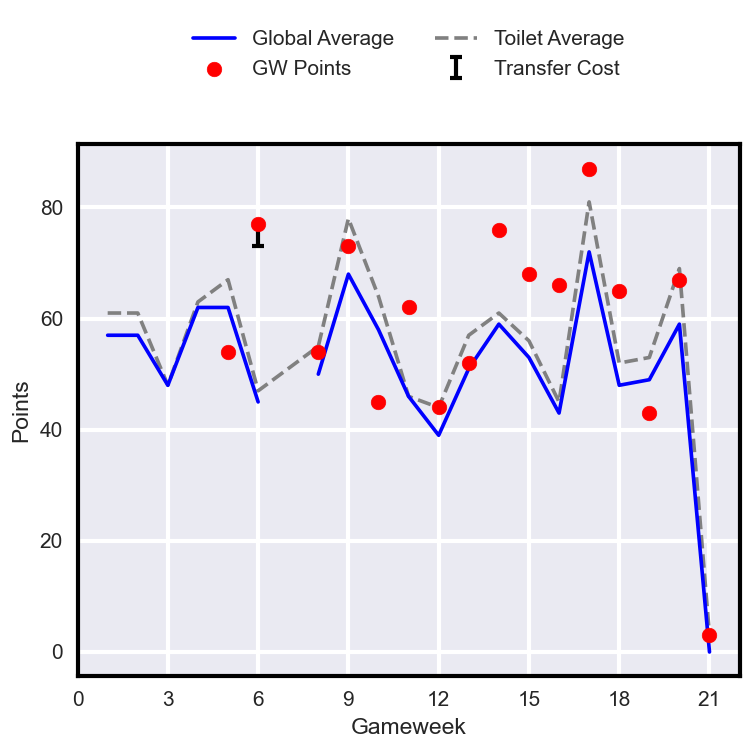 Global Average
Toilet Average
GW Points
Transfer Cost
80
60
40
20
0
Points
0 3 6 9 12 15 18 21
Gameweek